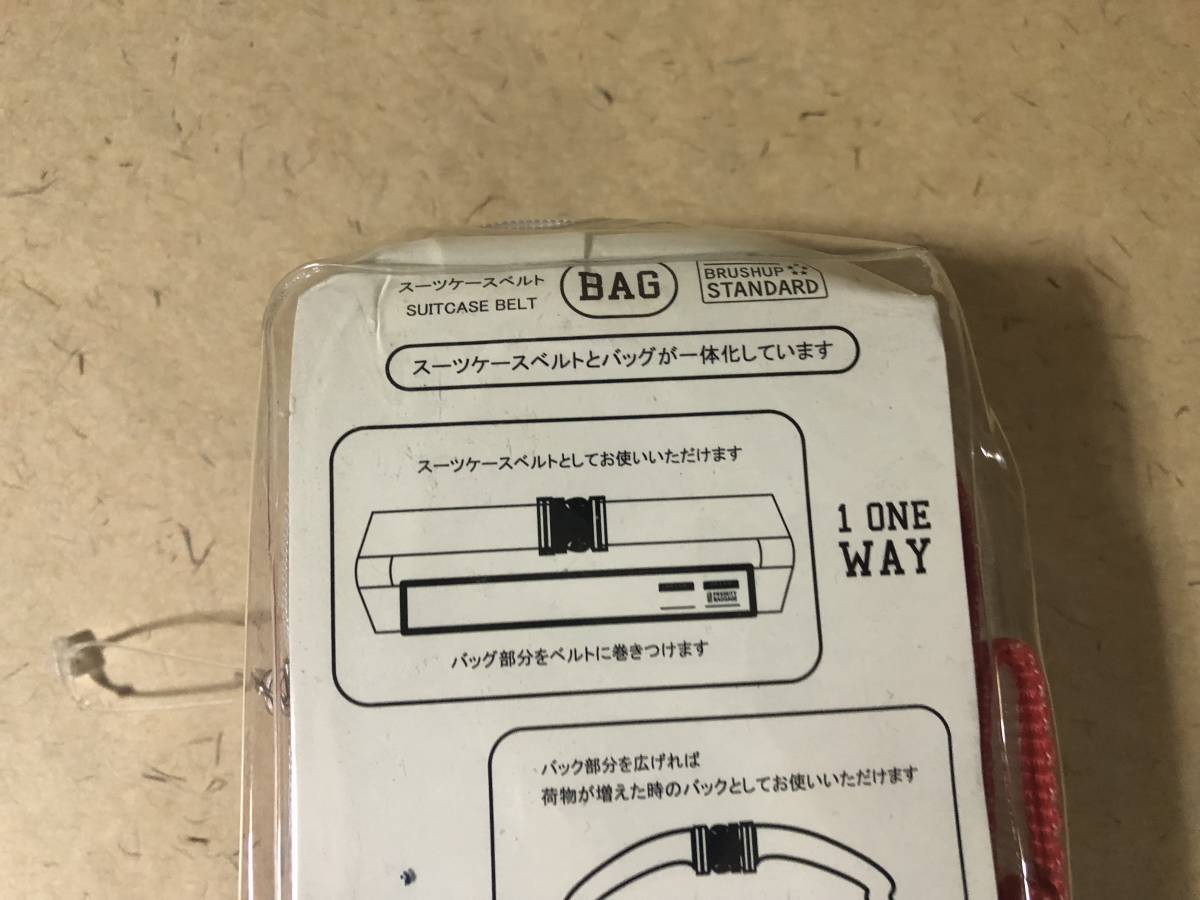 スーツケースベルト
SUITCASE BELT
BAG
BRUSHUP
STANDARD
スーツケースベルトとバッグが一体化しています
スーツケースベルトとしてお使いいただけます
PRIORITY
BAGGAGE
バッグ部分をベルトに巻きつけます
1 ONE
WAY
バック部分を広げれば
荷物が増えた時のバックとしてお使いいただけます